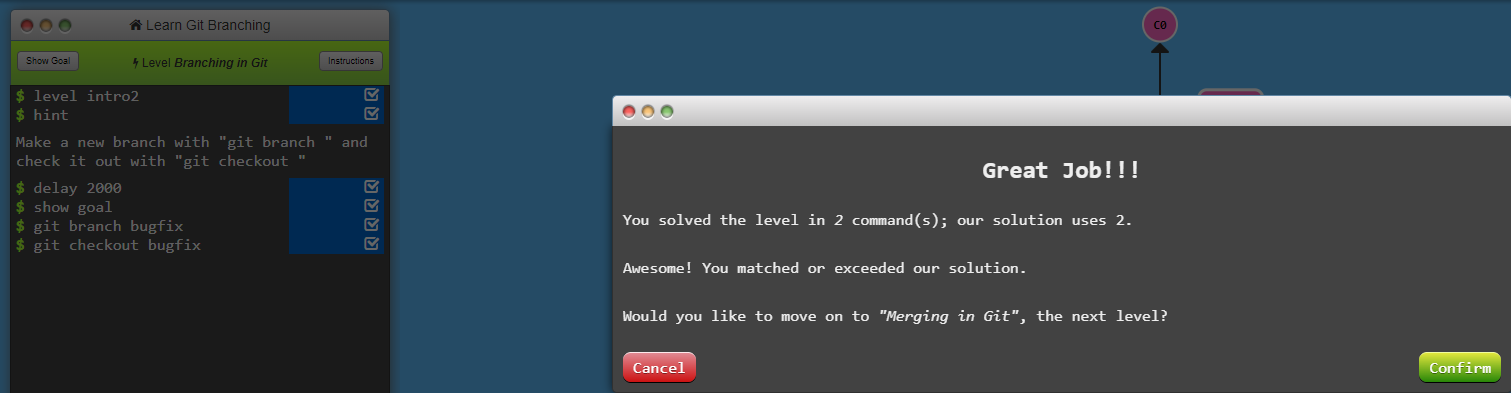 Learn Git Branching
Show Goal
Level Branching in Git
Instructions
$ level intro2
$ hint
Make a new branch with "git branch " and
check it out with "git checkout "
$ delay 2000
$ show goal
$ git branch bugfix
$ git checkout bugfix
C0
Great Job!!!
You solved the level in 2 command(s); our solution uses 2.
Awesome! You matched or exceeded our solution.
Would you like to move on to "Merging in Git", the next level?
Cancel
Confirm